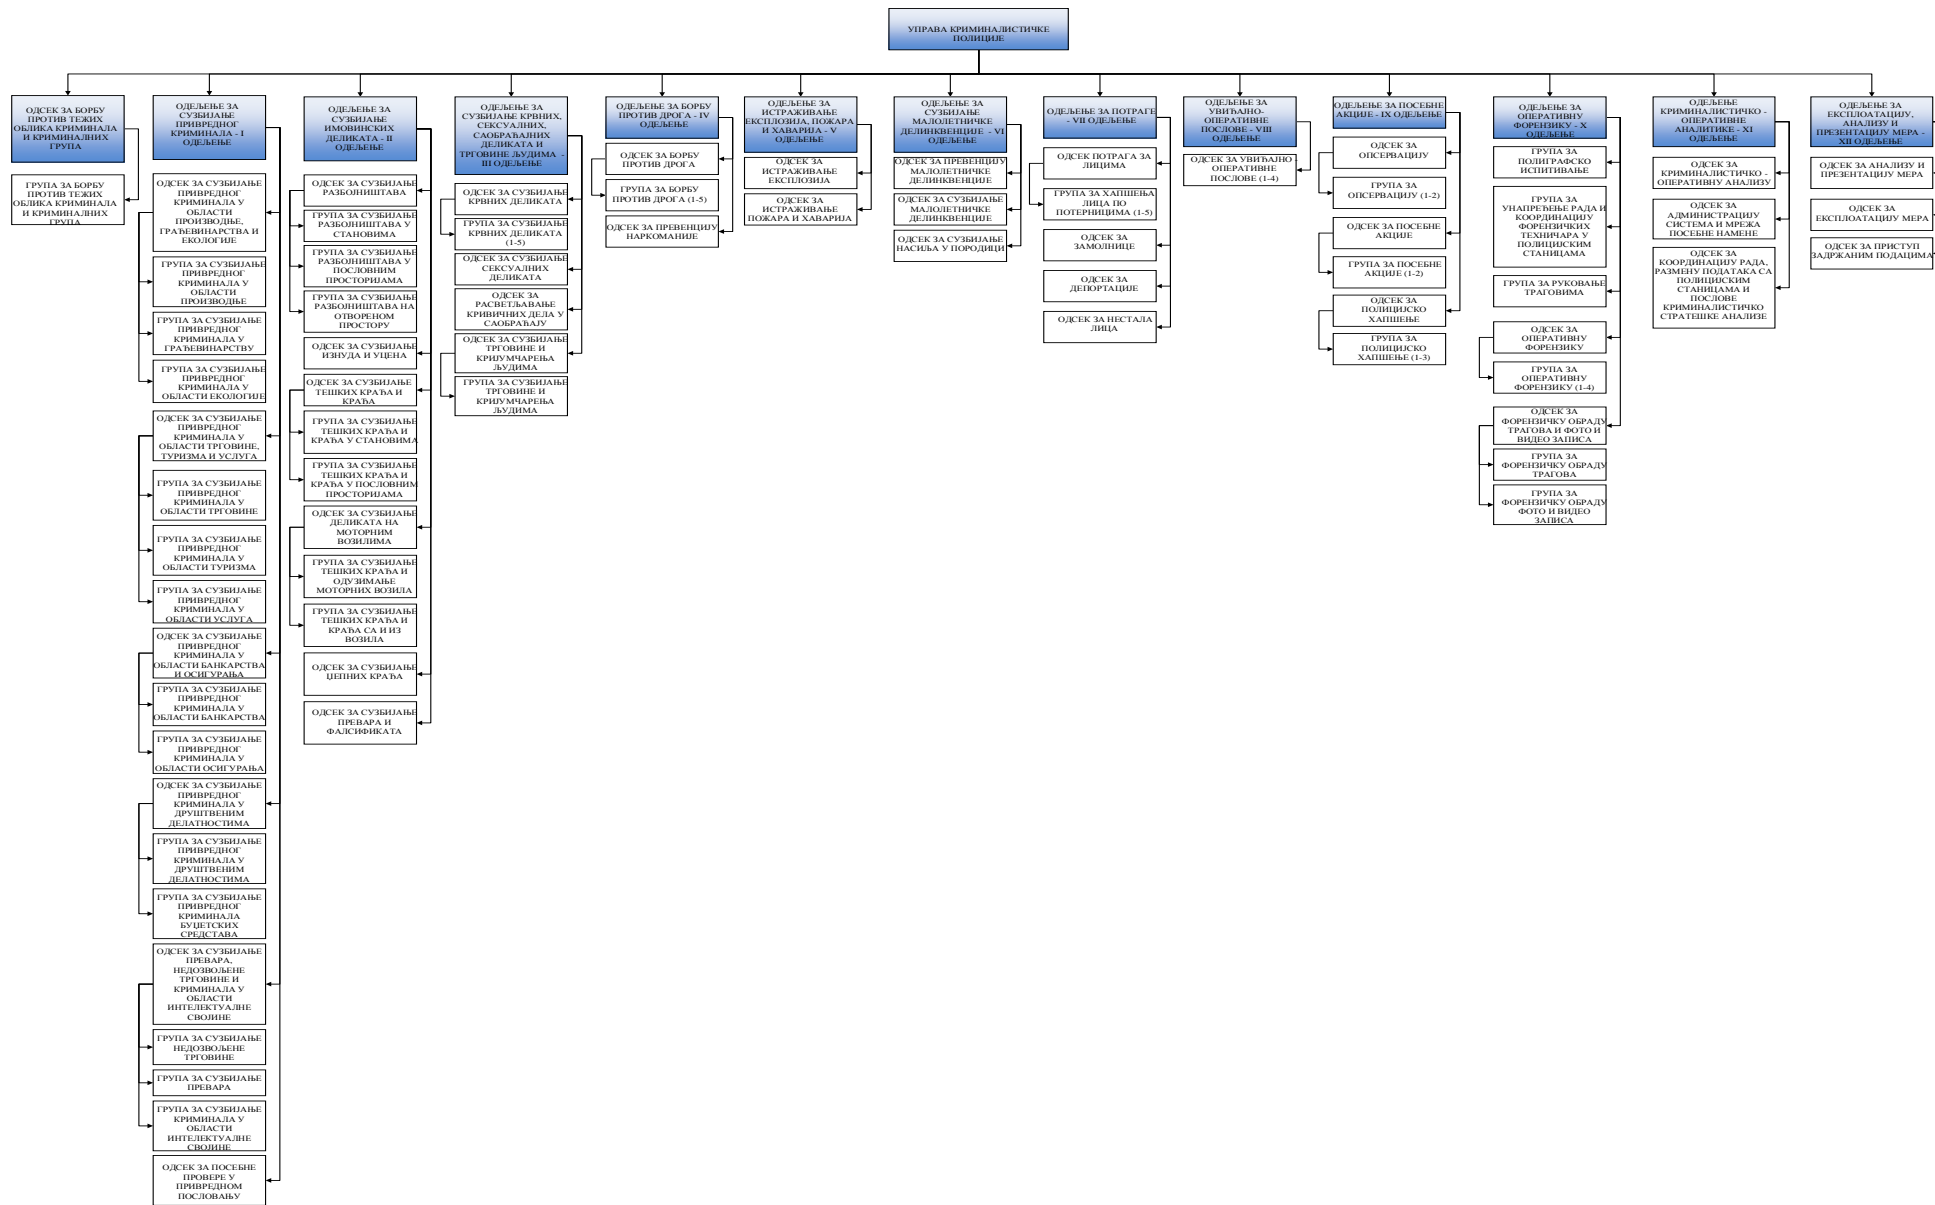 УПРАВА КРИМИНАЛИСТИЧКЕ
ПОЛИЦИЈЕ
ОДСЕК ЗА БОРБУ
ПРОТИВ ТЕЖИХ
ОБЛИКА КРИМИНАЛА
И КРИМИНАЛНИХ
ГРУПА
ГРУПА ЗА БОРБУ
ПРОТИВ ТЕЖИХ
ОБЛИКА КРИМИНАЛА
И КРИМИНАЛНИХ
ГРУПА
ОДЕЉЕЊЕ ЗА
СУЗБИЈАЊЕ
ПРИВРЕДНОГ
КРИМИНАЛА - I
ОДЕЉЕЊЕ
ОДСЕК ЗА СУЗБИЈАЊЕ
ПРИВРЕДНОГ
КРИМИНАЛА У
ОБЛАСТИ
ПРОИЗВОДЊЕ,
ГРАЂЕВИНАРСТВА И
ЕКОЛОГИЈЕ
ГРУПА ЗА СУЗБИЈАЊЕ
ПРИВРЕДНОГ
КРИМИНАЛА У
ОБЛАСТИ
ПРОИЗВОДЊЕ
ГРУПА ЗА СУЗБИЈАЊЕ
ПРИВРЕДНОГ
КРИМИНАЛА У
ГРАЂЕВИНАРСТВУ
ГРУПА ЗА СУЗБИЈАЊЕ
ПРИВРЕДНОГ
КРИМИНАЛА У
ОБЛАСТИ ЕКОЛОГИЈЕ
ОДСЕК ЗА СУЗБИЈАЊЕ
ПРИВРЕДНОГ
КРИМИНАЛА У
ОБЛАСТИ ТРГОВИНЕ,
ТУРИЗМА И УСЛУГА
ГРУПА ЗА СУЗБИЈАЊЕ
ПРИВРЕДНОГ
КРИМИНАЛА У
ОБЛАСТИ ТРГОВИНЕ
ГРУПА ЗА СУЗБИЈАЊЕ
ПРИВРЕДНОГ
КРИМИНАЛА У
ОБЛАСТИ ТУРИЗМА
ГРУПА ЗА СУЗБИЈАЊЕ
ПРИВРЕДНОГ
КРИМИНАЛА У
ОБЛАСТИ УСЛУГА
ОДСЕК ЗА СУЗБИЈАЊЕ
ПРИВРЕДНОГ
КРИМИНАЛА У
ОБЛАСТИ БАНКАРСТВА
И ОСИГУРАЊА
ГРУПА ЗА СУЗБИЈАЊЕ
ПРИВРЕДНОГ
КРИМИНАЛА У
ОБЛАСТИ БАНКАРСТВА
ГРУПА ЗА СУЗБИЈАЊЕ
ПРИВРЕДНОГ
КРИМИНАЛА У
ОБЛАСТИ ОСИГУРАЊА
ОДСЕК ЗА СУЗБИЈАЊЕ
ПРИВРЕДНОГ
КРИМИНАЛА У
ДРУШТВЕНИМ
ДЕЛАТНОСТИМА
ГРУПА ЗА СУЗБИЈАЊЕ
ПРИВРЕДНОГ
КРИМИНАЛА У
ДРУШТВЕНИМ
ДЕЛАТНОСТИМА
ГРУПА ЗА СУЗБИЈАЊЕ
ПРИВРЕДНОГ
КРИМИНАЛА
БУЏЕТСКИХ
СРЕДСТАВА
ОДСЕК ЗА СУЗБИЈАЊЕ
ПРЕВАРА,
НЕДОЗВОЉЕНЕ
ТРГОВИНЕ И
КРИМИНАЛА У
ОБЛАСТИ
ИНТЕЛЕКТУАЛНЕ
СВОЈИНЕ
ГРУПА ЗА СУЗБИЈАЊЕ
НЕДОЗВОЉЕНЕ
ТРГОВИНЕ
ГРУПА ЗА СУЗБИЈАЊЕ
ПРЕВАРА
ГРУПА ЗА СУЗБИЈАЊЕ
КРИМИНАЛА У
ОБЛАСТИ
ИНТЕЛЕКТУАЛНЕ
СВОЈИНЕ
ОДСЕК ЗА ПОСЕБНЕ
ПРОВЕРЕ У
ПРИВРЕДНОМ
ПОСЛОВАЊУ
ОДЕЉЕЊЕ ЗА
СУЗБИЈАЊЕ
ИМОВИНСКИХ
ДЕЛИКАТА - II
ОДЕЉЕЊЕ
ОДСЕК ЗА СУЗБИЈАЊЕ
РАЗБОЈНИШТАВА
ГРУПА ЗА СУЗБИЈАЊЕ
РАЗБОЈНИШТАВА У
СТАНОВИМА
ГРУПА ЗА СУЗБИЈАЊЕ
РАЗБОЈНИШТАВА У
ПОСЛОВНИМ
ПРОСТОРИЈАМА
ГРУПА ЗА СУЗБИЈАЊЕ
РАЗБОЈНИШТАВА НА
ОТВОРЕНОМ
ПРОСТОРУ
ОДСЕК ЗА СУЗБИЈАЊЕ
ИЗНУДА И УЦЕНА
ОДСЕК ЗА СУЗБИЈАЊЕ
ТЕШКИХ КРАЂА И
КРАЂА
ГРУПА ЗА СУЗБИЈАЊЕ
ТЕШКИХ КРАЂА И
КРАЂА У СТАНОВИМА
ГРУПА ЗА СУЗБИЈАЊЕ
ТЕШКИХ КРАЂА И
КРАЂА У ПОСЛОВНИМ
ПРОСТОРИЈАМА
ОДСЕК ЗА СУЗБИЈАЊЕ
ДЕЛИКАТА НА
МОТОРНИМ
ВОЗИЛИМА
ГРУПА ЗА СУЗБИЈАЊЕ
ТЕШКИХ КРАЂА И
ОДУЗИМАЊЕ
МОТОРНИХ ВОЗИЛА
ГРУПА ЗА СУЗБИЈАЊЕ
ТЕШКИХ КРАЂА И
КРАЂА СА И ИЗ
ВОЗИЛА
ОДСЕК ЗА СУЗБИЈАЊЕ
ЏЕПНИХ КРАЂА
ОДСЕК ЗА СУЗБИЈАЊЕ
ПРЕВАРА И
ФАЛСИФИКАТА
ОДЕЉЕЊЕ ЗА
СУЗБИЈАЊЕ КРВНИХ,
СЕКСУАЛНИХ,
САОБРАЋАЈНИХ
ДЕЛИКАТА И
ТРГОВИНЕ ЉУДИМА -
III ОДЕЉЕЊЕ
ОДСЕК ЗА СУЗБИЈАЊЕ
КРВНИХ ДЕЛИКАТА
ГРУПА ЗА СУЗБИЈАЊЕ
КРВНИХ ДЕЛИКАТА
(1-5)
ОДСЕК ЗА СУЗБИЈАЊЕ
СЕКСУАЛНИХ
ДЕЛИКАТА
ОДСЕК ЗА
РАСВЕТЉАВАЊЕ
КРИВИЧНИХ ДЕЛА У
САОБРАЋАЈУ
ОДСЕК ЗА СУЗБИЈАЊЕ
ТРГОВИНЕ И
КРИЈУМЧАРЕЊА
ЉУДИМА
ГРУПА ЗА СУЗБИЈАЊЕ
ТРГОВИНЕ И
КРИЈУМЧАРЕЊА
ЉУДИМА
ОДЕЉЕЊЕ ЗА БОРБУ
ПРОТИВ ДРОГА - IV
ОДЕЉЕЊЕ
ОДСЕК ЗА БОРБУ
ПРОТИВ ДРОГА
ГРУПА ЗА БОРБУ
ПРОТИВ ДРОГА (1-5)
ОДСЕК ЗА ПРЕВЕНЦИЈУ
НАРКОМАНИЈЕ
ОДЕЉЕЊЕ ЗА
ИСТРАЖИВАЊЕ
ЕКСПЛОЗИЈА, ПОЖАРА
И ХАВАРИЈА - V
ОДЕЉЕЊЕ
ОДСЕК ЗА
ИСТРАЖИВАЊЕ
ЕКСПЛОЗИЈА
ОДСЕК ЗА
ИСТРАЖИВАЊЕ
ПОЖАРА И ХАВАРИЈА
ОДЕЉЕЊЕ ЗА
СУЗБИЈАЊЕ
МАЛОЛЕТНИЧКЕ
ДЕЛИНКВЕНЦИЈЕ - VI
ОДЕЉЕЊЕ
ОДСЕК ЗА ПРЕВЕНЦИЈУ
МАЛОЛЕТНИЧКЕ
ДЕЛИНКВЕНЦИЈЕ
ОДСЕК ЗА СУЗБИЈАЊЕ
МАЛОЛЕТНИЧКЕ
ДЕЛИНКВЕНЦИЈЕ
ОДСЕК ЗА СУЗБИЈАЊЕ
НАСИЉА У ПОРОДИЦИ
ОДЕЉЕЊЕ ЗА ПОТРАГЕ
- VII ОДЕЉЕЊЕ
ОДСЕК ПОТРАГА ЗА
ЛИЦИМА
ГРУПА ЗА ХАПШЕЊА
ЛИЦА ПО
ПОТЕРНИЦИМА (1-5)
ОДСЕК ЗА
ЗАМОЛНИЦЕ
ОДСЕК ЗА
ДЕПОРТАЦИЈЕ
ОДСЕК ЗА НЕСТАЛА
ЛИЦА
ОДЕЉЕЊЕ ЗА
УВИЂАЈНО-
ОПЕРАТИВНЕ
ПОСЛОВЕ - VIII
ОДЕЉЕЊЕ
ОДСЕК ЗА УВИЂАЈНО -
ОПЕРАТИВНЕ
ПОСЛОВЕ (1-4)
ОДЕЉЕЊЕ ЗА ПОСЕБНЕ
АКЦИЈЕ - IX ОДЕЉЕЊЕ
ОДСЕК ЗА
ОПСЕРВАЦИЈУ
ГРУПА ЗА
ОПСЕРВАЦИЈУ (1-2)
ОДСЕК ЗА ПОСЕБНЕ
АКЦИЈЕ
ГРУПА ЗА ПОСЕБНЕ
АКЦИЈЕ (1-2)
ОДСЕК ЗА
ПОЛИЦИЈСКО
ХАПШЕЊЕ
ГРУПА ЗА
ПОЛИЦИЈСКО
ХАПШЕЊЕ (1-3)
ОДЕЉЕЊЕ ЗА
ОПЕРАТИВНУ
ФОРЕНЗИКУ - X
ОДЕЉЕЊЕ
ГРУПА ЗА
ПОЛИГРАФСКО
ИСПИТИВАЊЕ
ГРУПА ЗА
УНАПРЕЂЕЊЕ РАДА И
КООРДИНАЦИЈУ
ФОРЕНЗИЧКИХ
ТЕХНИЧАРА У
ПОЛИЦИЈСКИМ
СТАНИЦАМА
ГРУПА ЗА РУКОВАЊЕ
ТРАГОВИМА
ОДСЕК ЗА
ОПЕРАТИВНУ
ФОРЕНЗИКУ
ГРУПА ЗА
ОПЕРАТИВНУ
ФОРЕНЗИКУ (1-4)
ОДСЕК ЗА
ФОРЕНЗИЧКУ ОБРАДУ
ТРАГОВА И ФОТО И
ВИДЕО ЗАПИСА
ГРУПА ЗА
ФОРЕНЗИЧКУ ОБРАДУ
ТРАГОВА
ГРУПА ЗА
ФОРЕНЗИЧКУ ОБРАДУ
ФОТО И ВИДЕО
ЗАПИСА
ОДЕЉЕЊЕ
КРИМИНАЛИСТИЧКО -
ОПЕРАТИВНЕ
АНАЛИТИКЕ - XI
ОДЕЉЕЊЕ
ОДСЕК ЗА
КРИМИНАЛИСТИЧКО -
ОПЕРАТИВНУ АНАЛИЗУ
ОДСЕК ЗА
АДМИНИСТРАЦИЈУ
СИСТЕМА И МРЕЖА
ПОСЕБНЕ НАМЕНЕ
ОДСЕК ЗА
КООРДИНАЦИЈУ РАДА,
РАЗМЕНУ ПОДАТАКА СА
ПОЛИЦИЈСКИМ
СТАНИЦАМА И
ПОСЛОВЕ
КРИМИНАЛИСТИЧКО
СТРАТЕШКЕ АНАЛИЗЕ
ОДЕЉЕЊЕ ЗА
ЕКСПЛОАТАЦИЈУ,
АНАЛИЗУ И
ПРЕЗЕНТАЦИЈУ МЕРА -
XII ОДЕЉЕЊЕ
ОДСЕК ЗА АНАЛИЗУ И
ПРЕЗЕНТАЦИЈУ МЕРА
ОДСЕК ЗА
ЕКСПЛОАТАЦИЈУ МЕРА
ОДСЕК ЗА ПРИСТУП
ЗАДРЖАНИМ ПОДАЦИМА